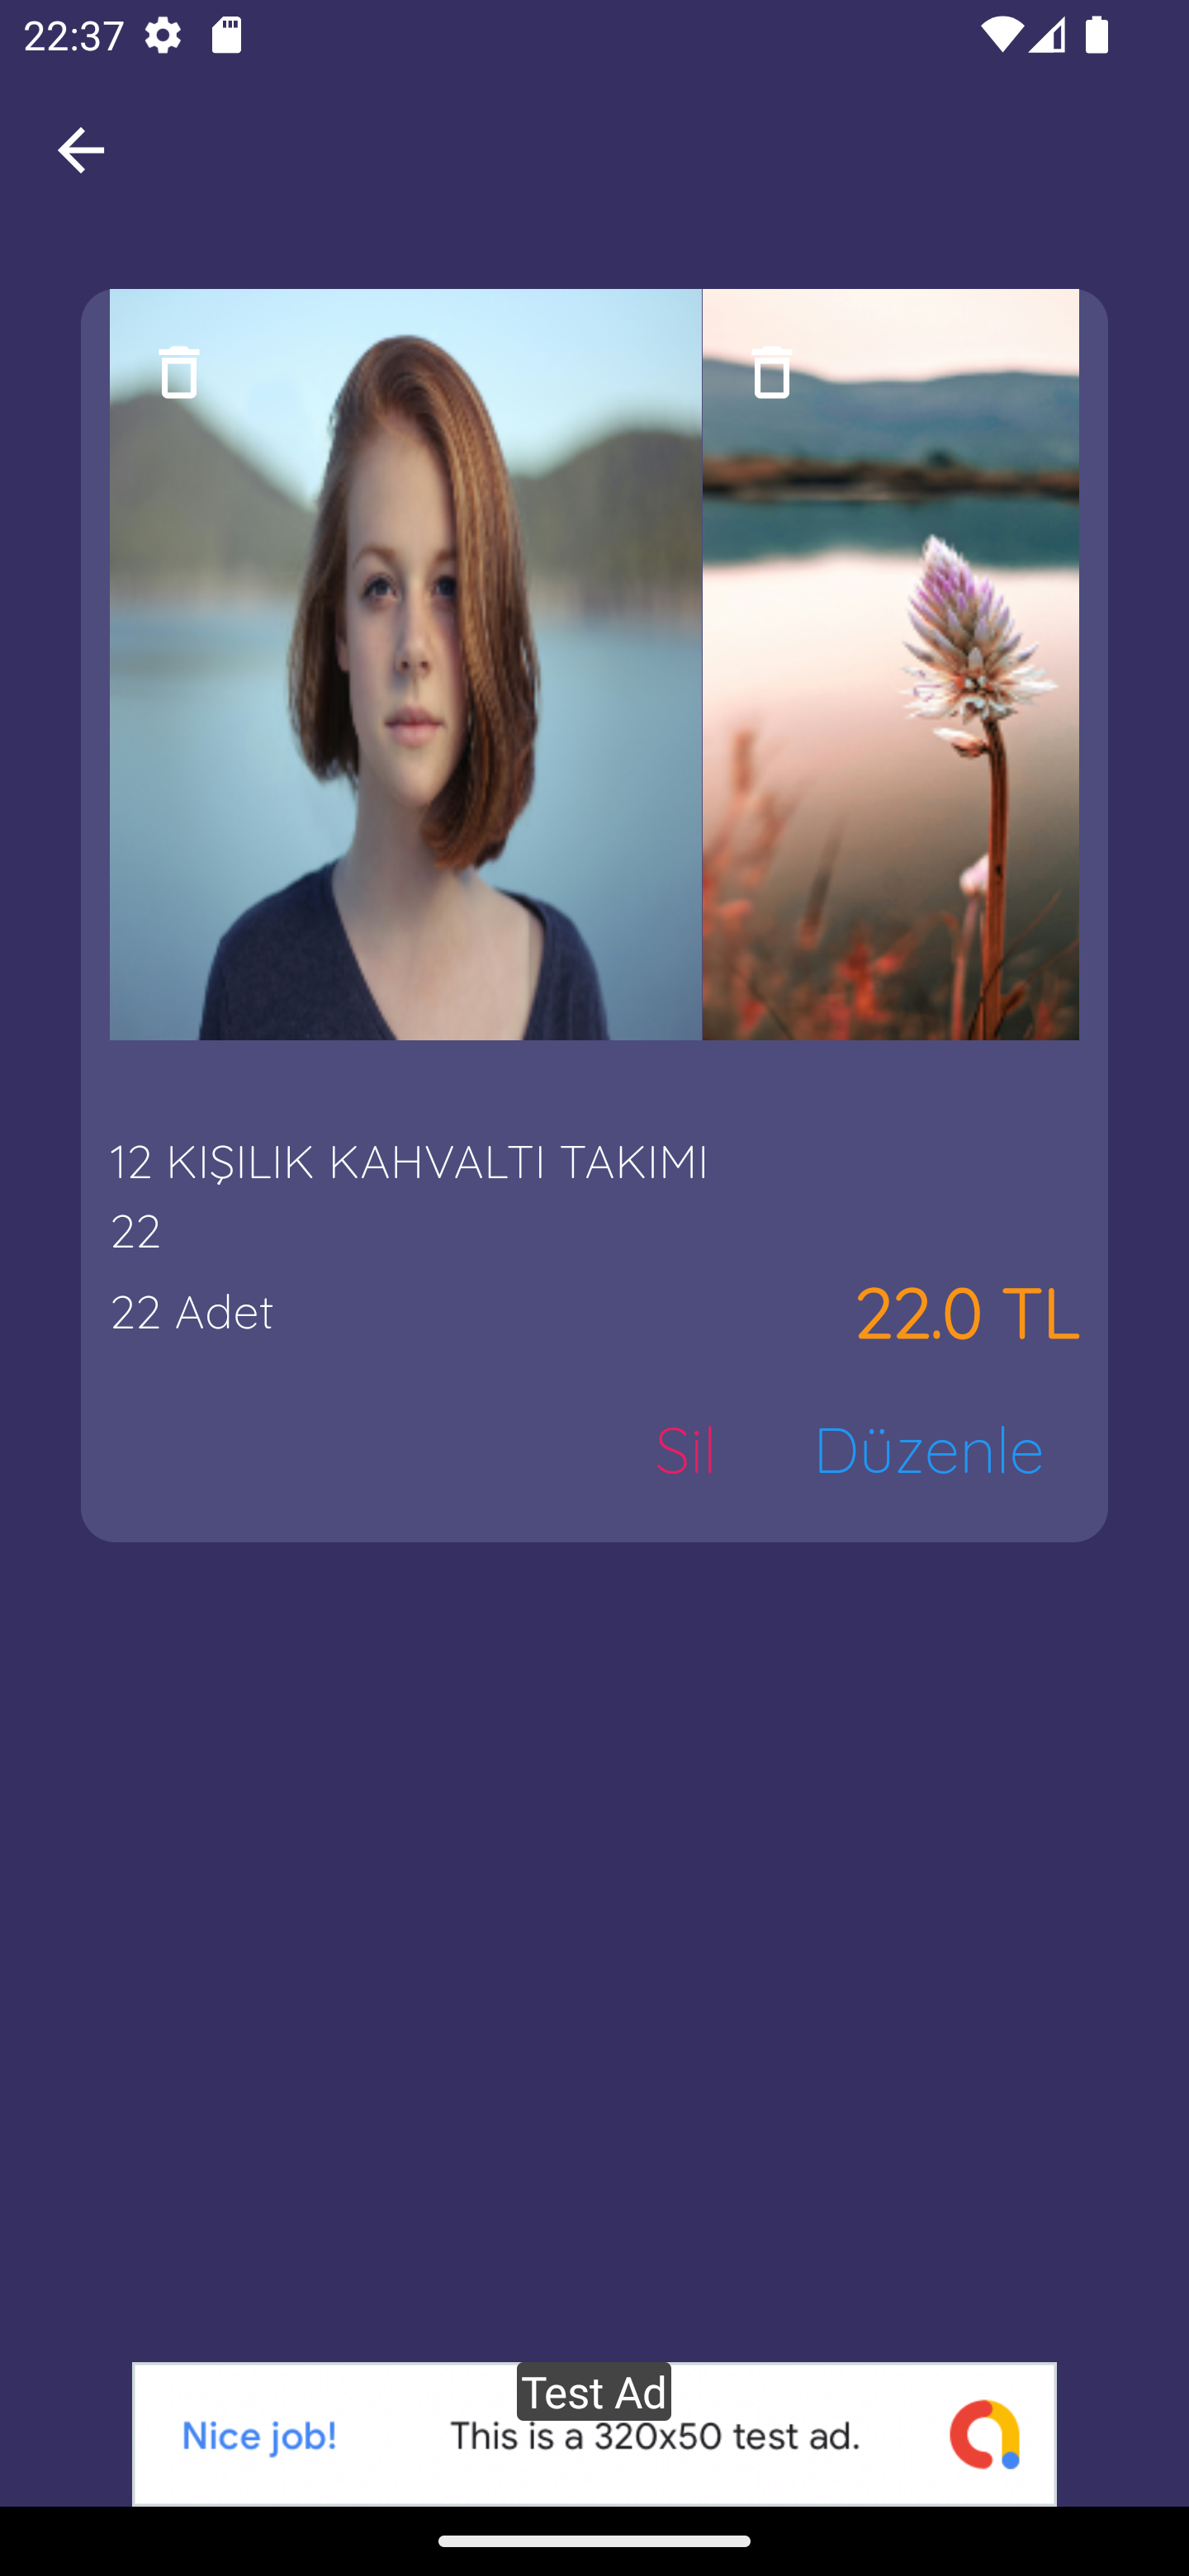 22:37
12 KIŞILIK KAHVALTI TAKIMI
22
22 Adet
22.0 TL
Sil
Düzenle
Test Ad
Nice job!
This is a 320x50 test ad.